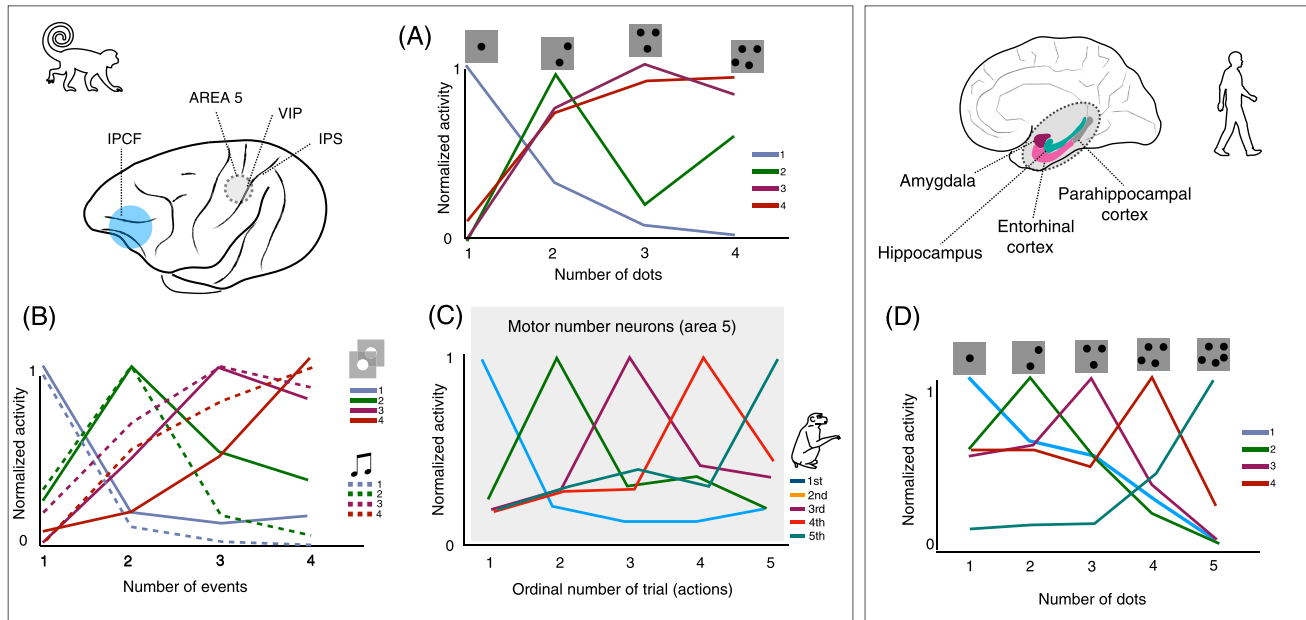 (A)
AREA 5
VIP
IPCF
IPS
1
Normalized activity
0
1
2
3
4
1 2 3 4
Number of dots
Amygdala
Parahippocampal
cortex
Entorhinal
cortex
Hippocampus
(B)
1
Normalized activity
0
1
2
3
4
1
2
3
4
1 2 3 4
Number of events
(C)
Motor number neurons (area 5)
1
Normalized activity
0
1st
2nd
3rd
4th
5th
1 2 3 4 5
Ordinal number of trial (actions)
(D)
1
Normalized activity
0
1
2
3
4
1 2 3 4 5
Number of dots